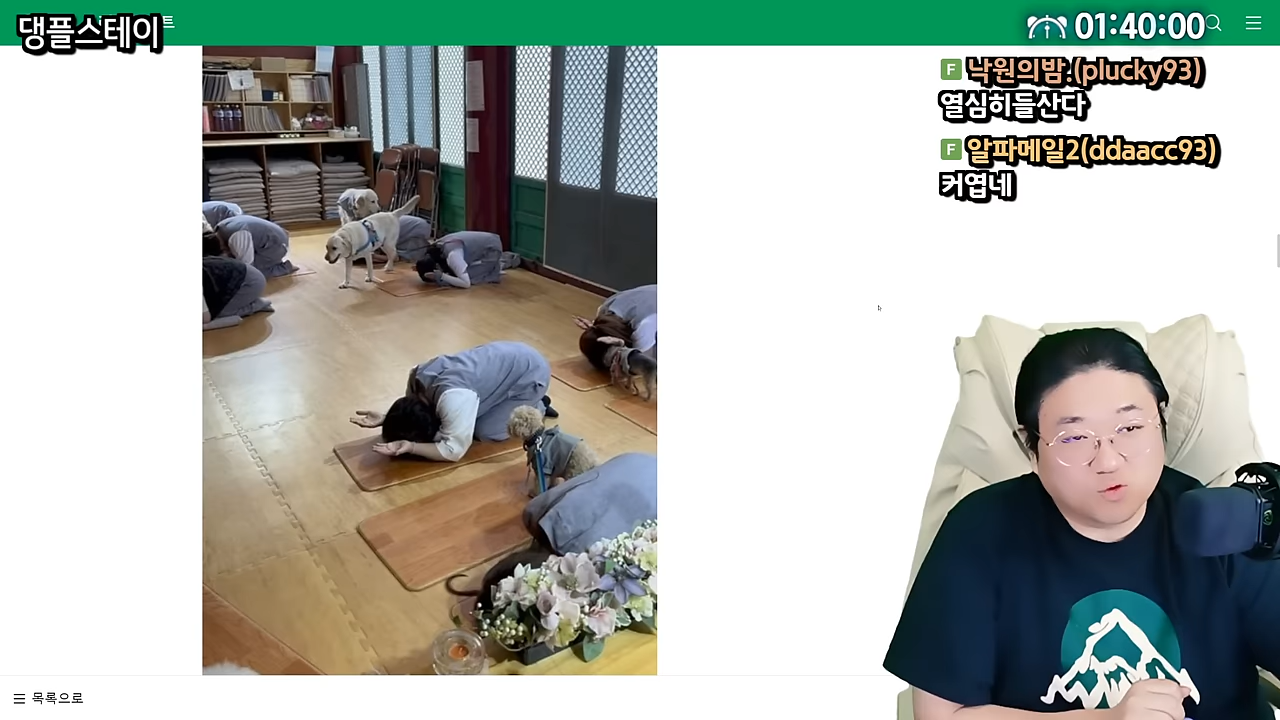 댕플스테이
트
01:40:00
F 낙원의밤.(plucky93)
열심히들산다
F 알파메일2(ddaacc93)
커엽네
☰ 목록으로